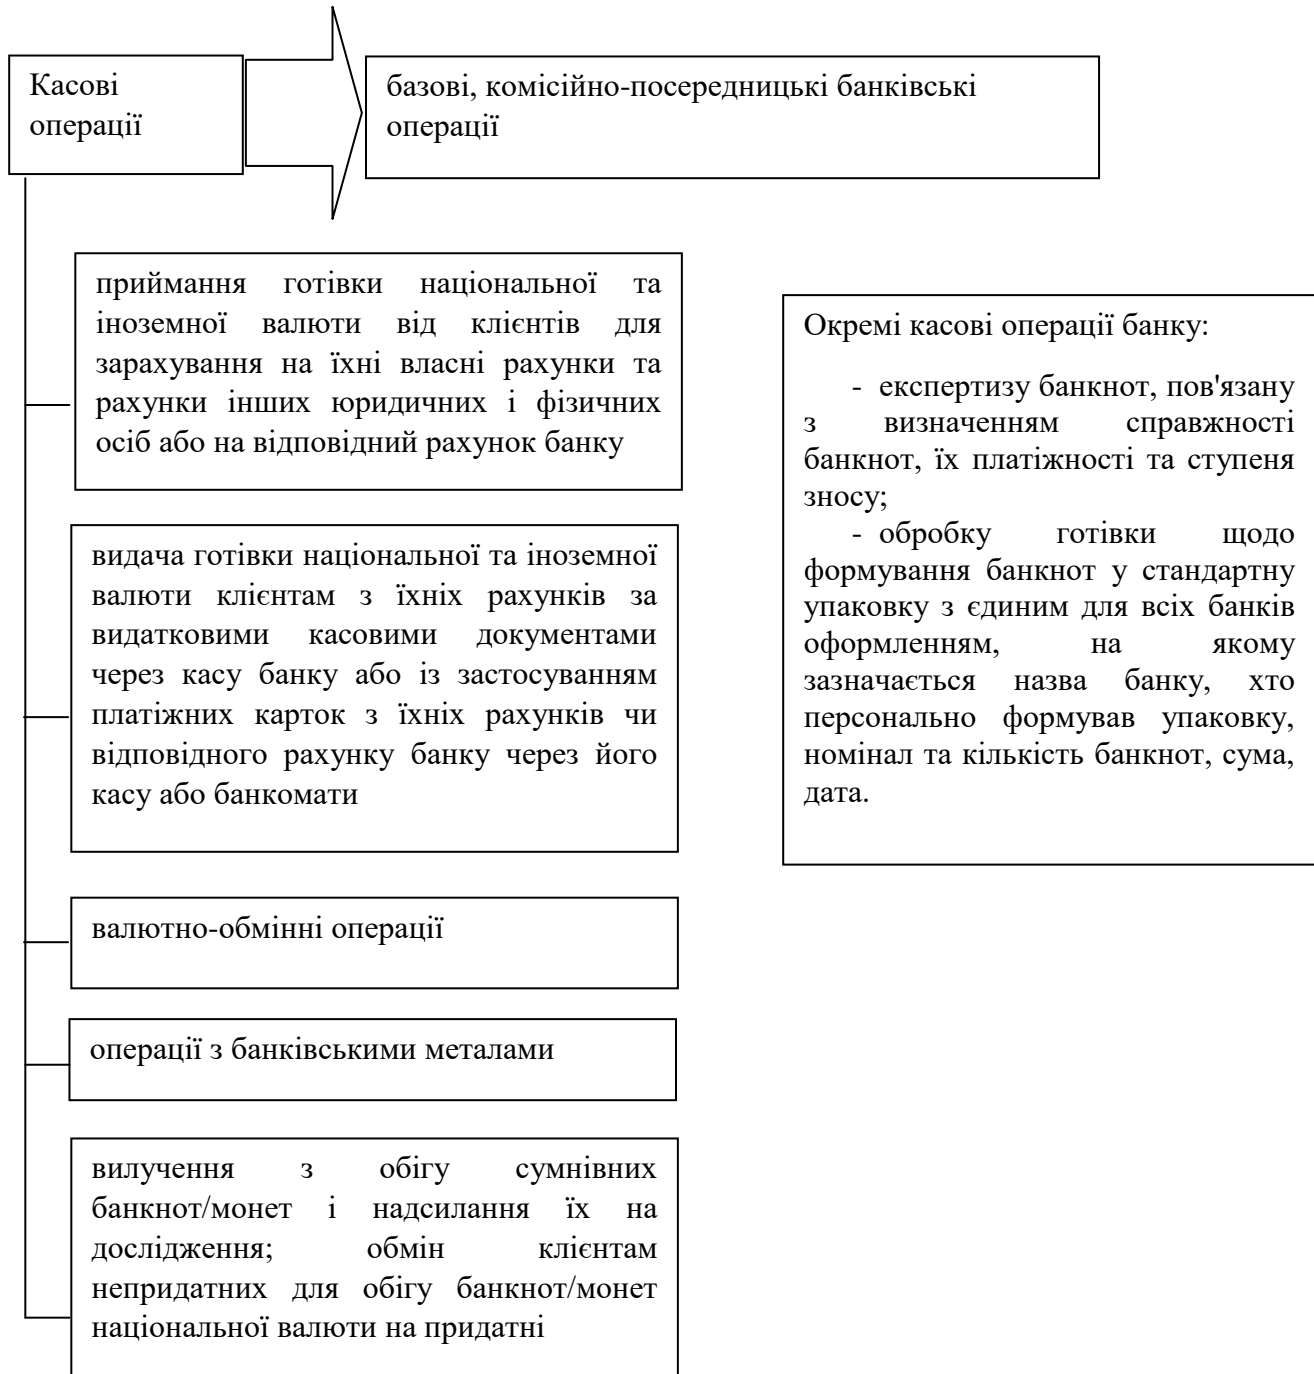 Касові
операції
базові, комісійно-посередницькі банківські
операції
приймання готівки національної та
іноземної валюти від клієнтів для
зарахування на їхні власні рахунки та
рахунки інших юридичних і фізичних
осіб або на відповідний рахунок банку
видача готівки національної та іноземної
валюти клієнтам з їхніх рахунків за
видатковими касовими документами
через касу банку або із застосуванням
платіжних карток з їхніх рахунків чи
відповідного рахунку банку через його
касу або банкомати
валютно-обмінні операції
операції з банківськими металами
вилучення з обігу сумнівних
банкнот/монет і надсилання їх на
дослідження; обмін клієнтам
непридатних для обігу банкнот/монет
національної валюти на придатні
Окремі касові операції банку:
- експертизу банкнот, пов'язану
з визначенням справжності
банкнот, їх платіжності та ступеня
зносу;
- обробку готівки щодо
формування банкнот у стандартну
упаковку з єдиним для всіх банків
оформленням, на якому
зазначається назва банку, хто
персонально формував упаковку,
номінал та кількість банкнот, сума,
дата.